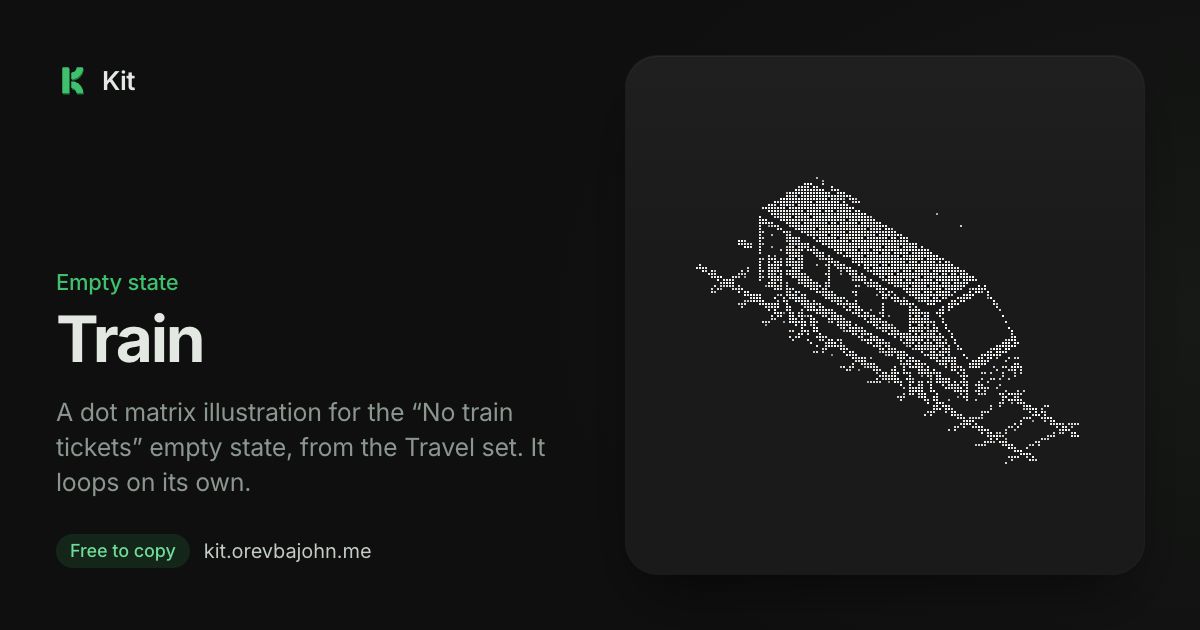 Kit
Empty state
Train
A dot matrix illustration for the “No train
tickets” empty state, from the Travel set. It
loops on its own.
Free to copy
kit.orevbajohn.me